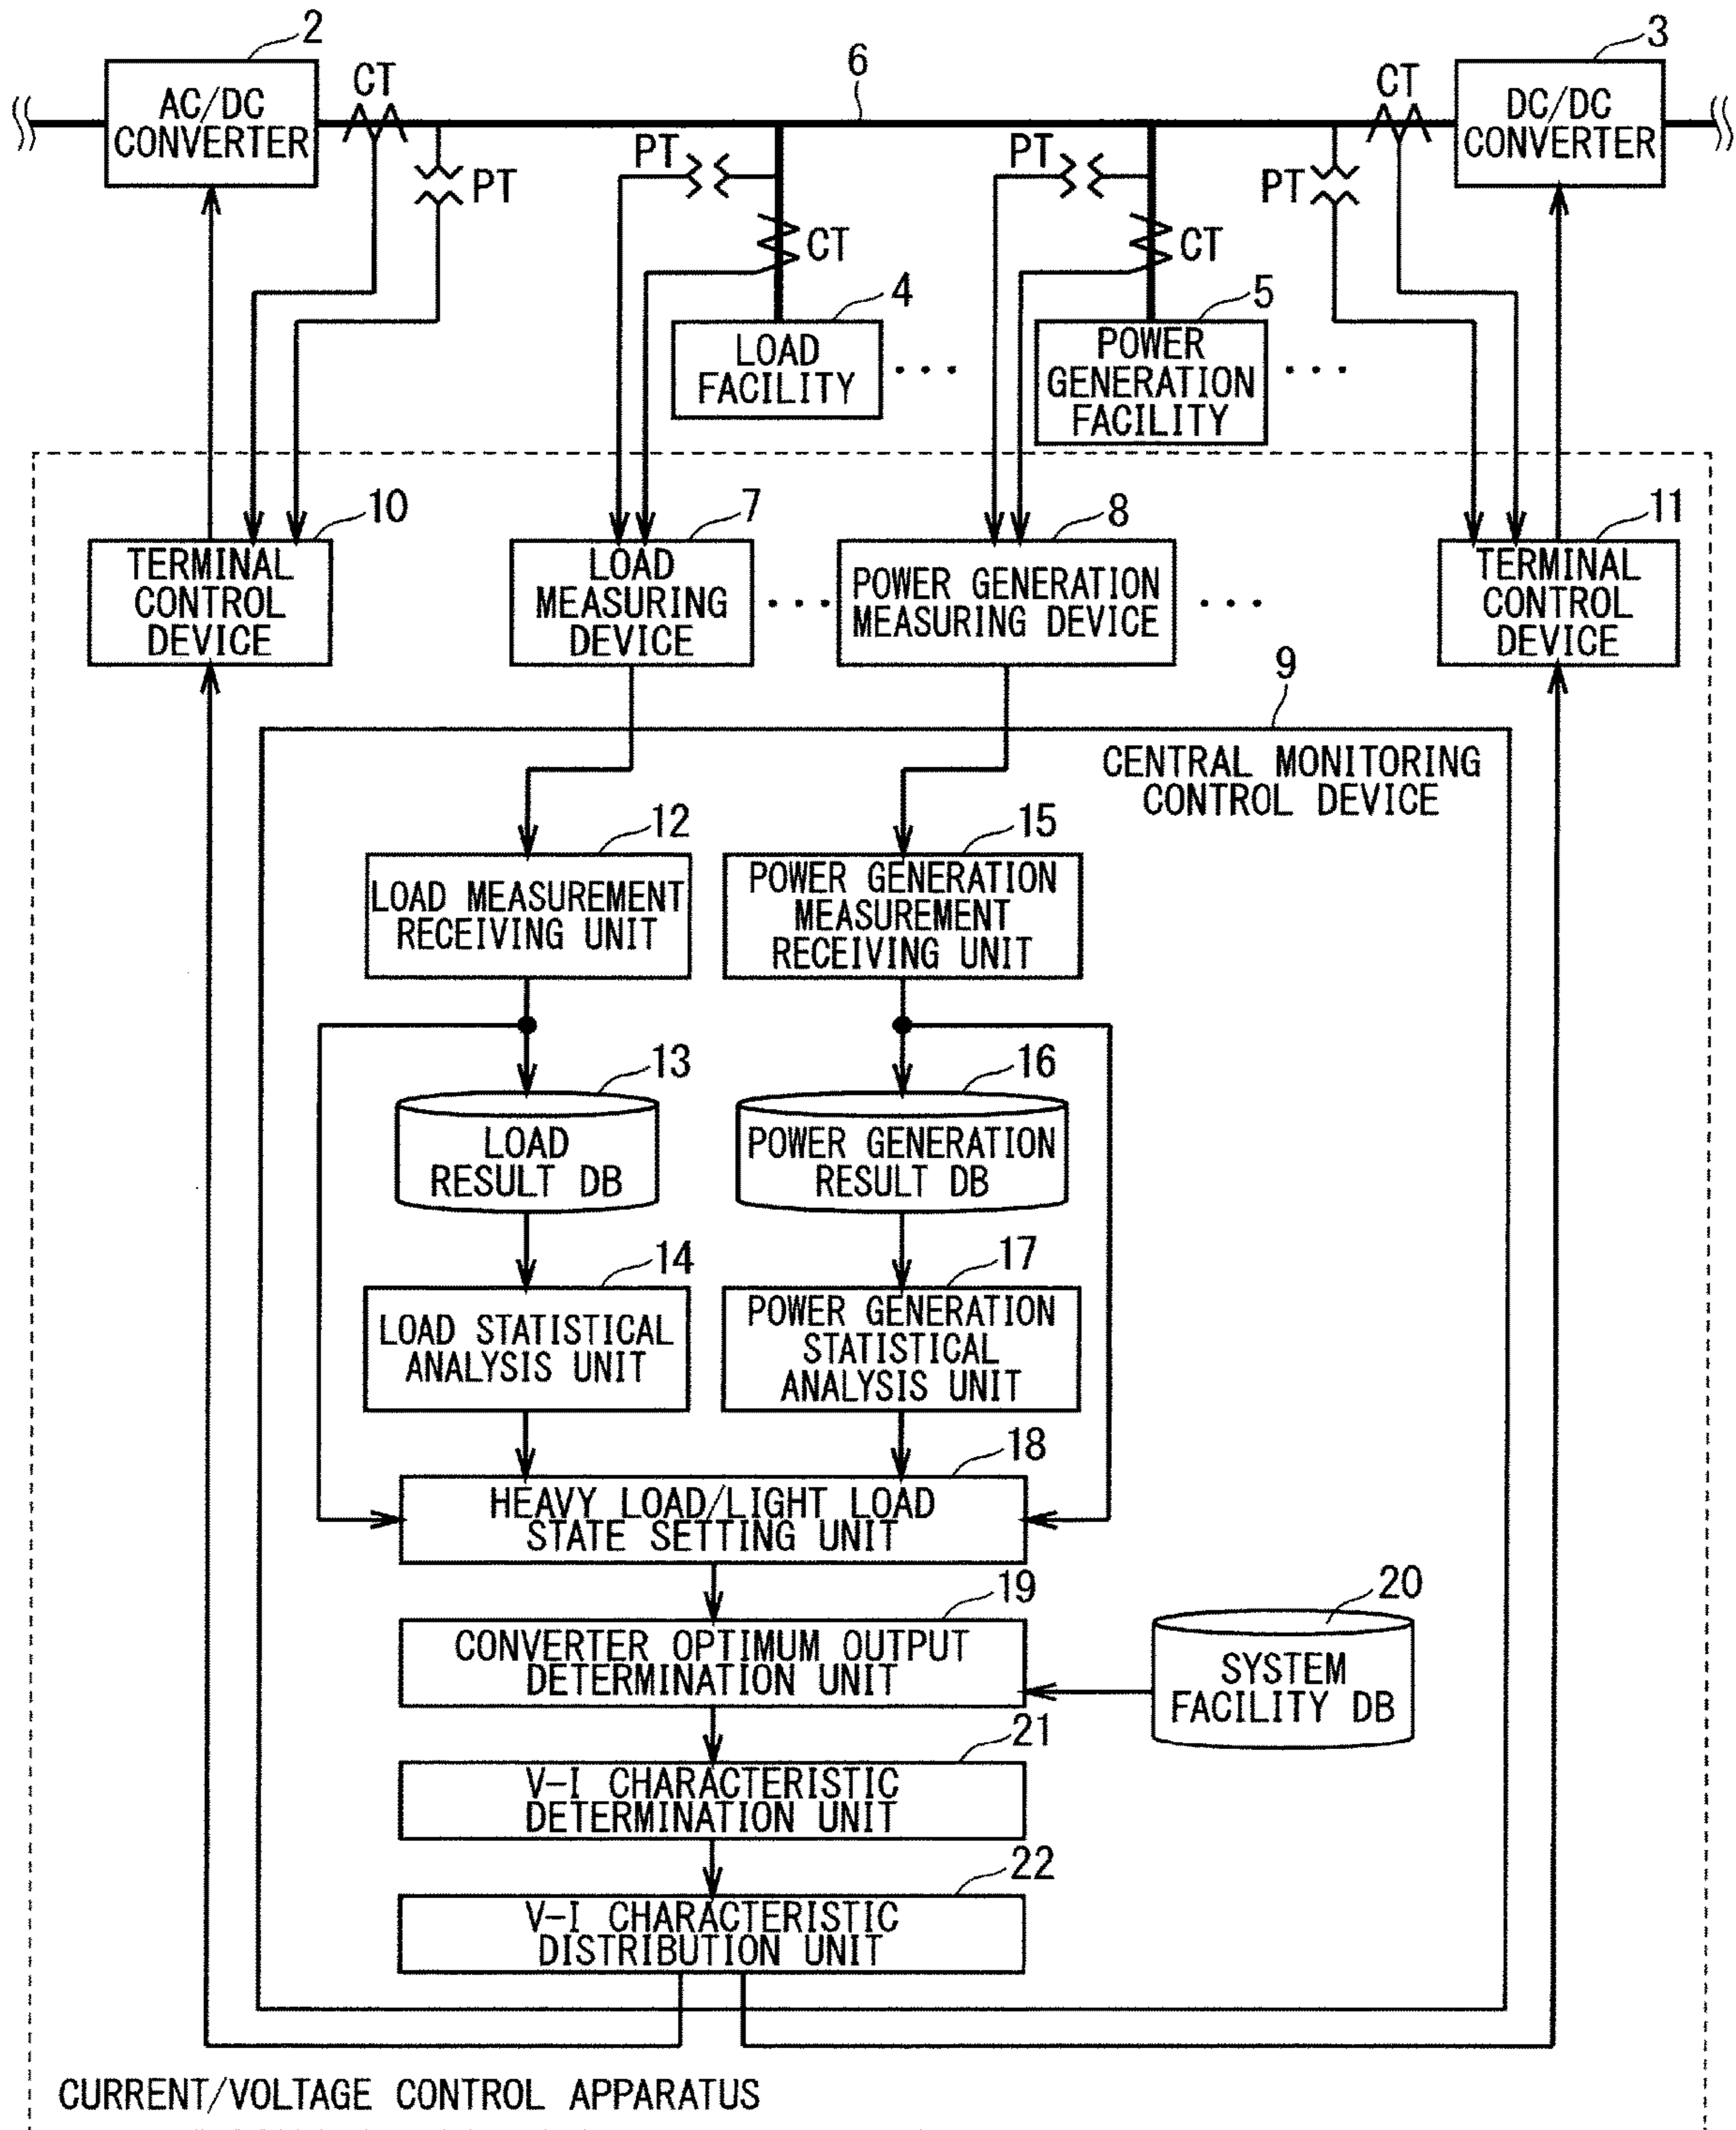 2
3
6
CT
CT
AC/DC
CONVERTER
DC/DC
CONVERTER
PT
PT
PT
PT
CT
CT
4
5
LOAD
FACILITY
...
POWER
GENERATION
FACILITY
...
10
7
8
11
TERMINAL
CONTROL
DEVICE
LOAD
MEASURING
DEVICE
...
POWER GENERATION
MEASURING DEVICE
...
TERMINAL
CONTROL
DEVICE
9
CENTRAL MONITORING
CONTROL DEVICE
12
15
LOAD MEASUREMENT
RECEIVING UNIT
POWER GENERATION
MEASUREMENT
RECEIVING UNIT
13
16
LOAD
RESULT DB
POWER GENERATION
RESULT DB
14
17
LOAD STATISTICAL
ANALYSIS UNIT
POWER GENERATION
STATISTICAL
ANALYSIS UNIT
18
HEAVY LOAD/LIGHT LOAD
STATE SETTING UNIT
19
20
CONVERTER OPTIMUM OUTPUT
DETERMINATION UNIT
SYSTEM
FACILITY DB
21
V-I CHARACTERISTIC
DETERMINATION UNIT
22
V-I CHARACTERISTIC
DISTRIBUTION UNIT
CURRENT/VOLTAGE CONTROL APPARATUS